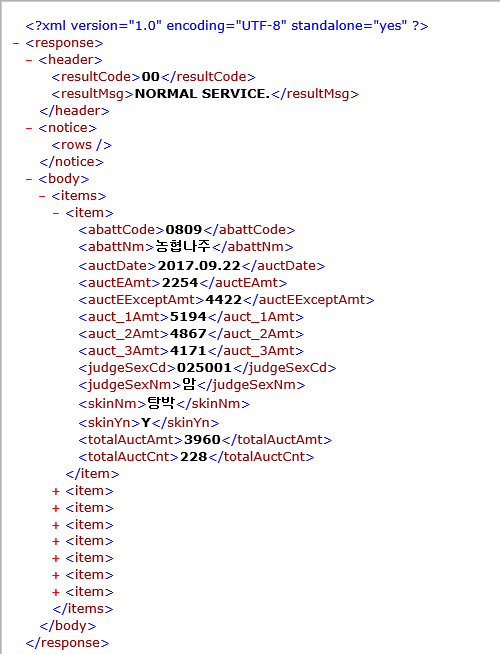 <?xml version="1.0" encoding="UTF-8" standalone="yes" ?>
- <response>
- <header>
<resultCode>00</resultCode>
<resultMsg>NORMAL SERVICE.</resultMsg>
</header>
- <notice>
<rows />
</notice>
- <body>
- <items>
- <item>
<abattCode>0809</abattCode>
<abattNm>농협나주</abattNm>
<auctDate>2017.09.22</auctDate>
<auctEAmt>2254</auctEAmt>
<auctEExceptAmt>4422</auctEExceptAmt>
<auct_1Amt>5194</auct_1Amt>
<auct_2Amt>4867</auct_2Amt>
<auct_3Amt>4171</auct_3Amt>
<judgeSexCd>025001</judgeSexCd>
<judgeSexNm>암</judgeSexNm>
<skinNm>탕박</skinNm>
<skinYn>Y</skinYn>
<totalAuctAmt>3960</totalAuctAmt>
<totalAuctCnt>228</totalAuctCnt>
</item>
+ <item>
+ <item>
+ <item>
+ <item>
+ <item>
+ <item>
+ <item>
</items>
</body>
</response>